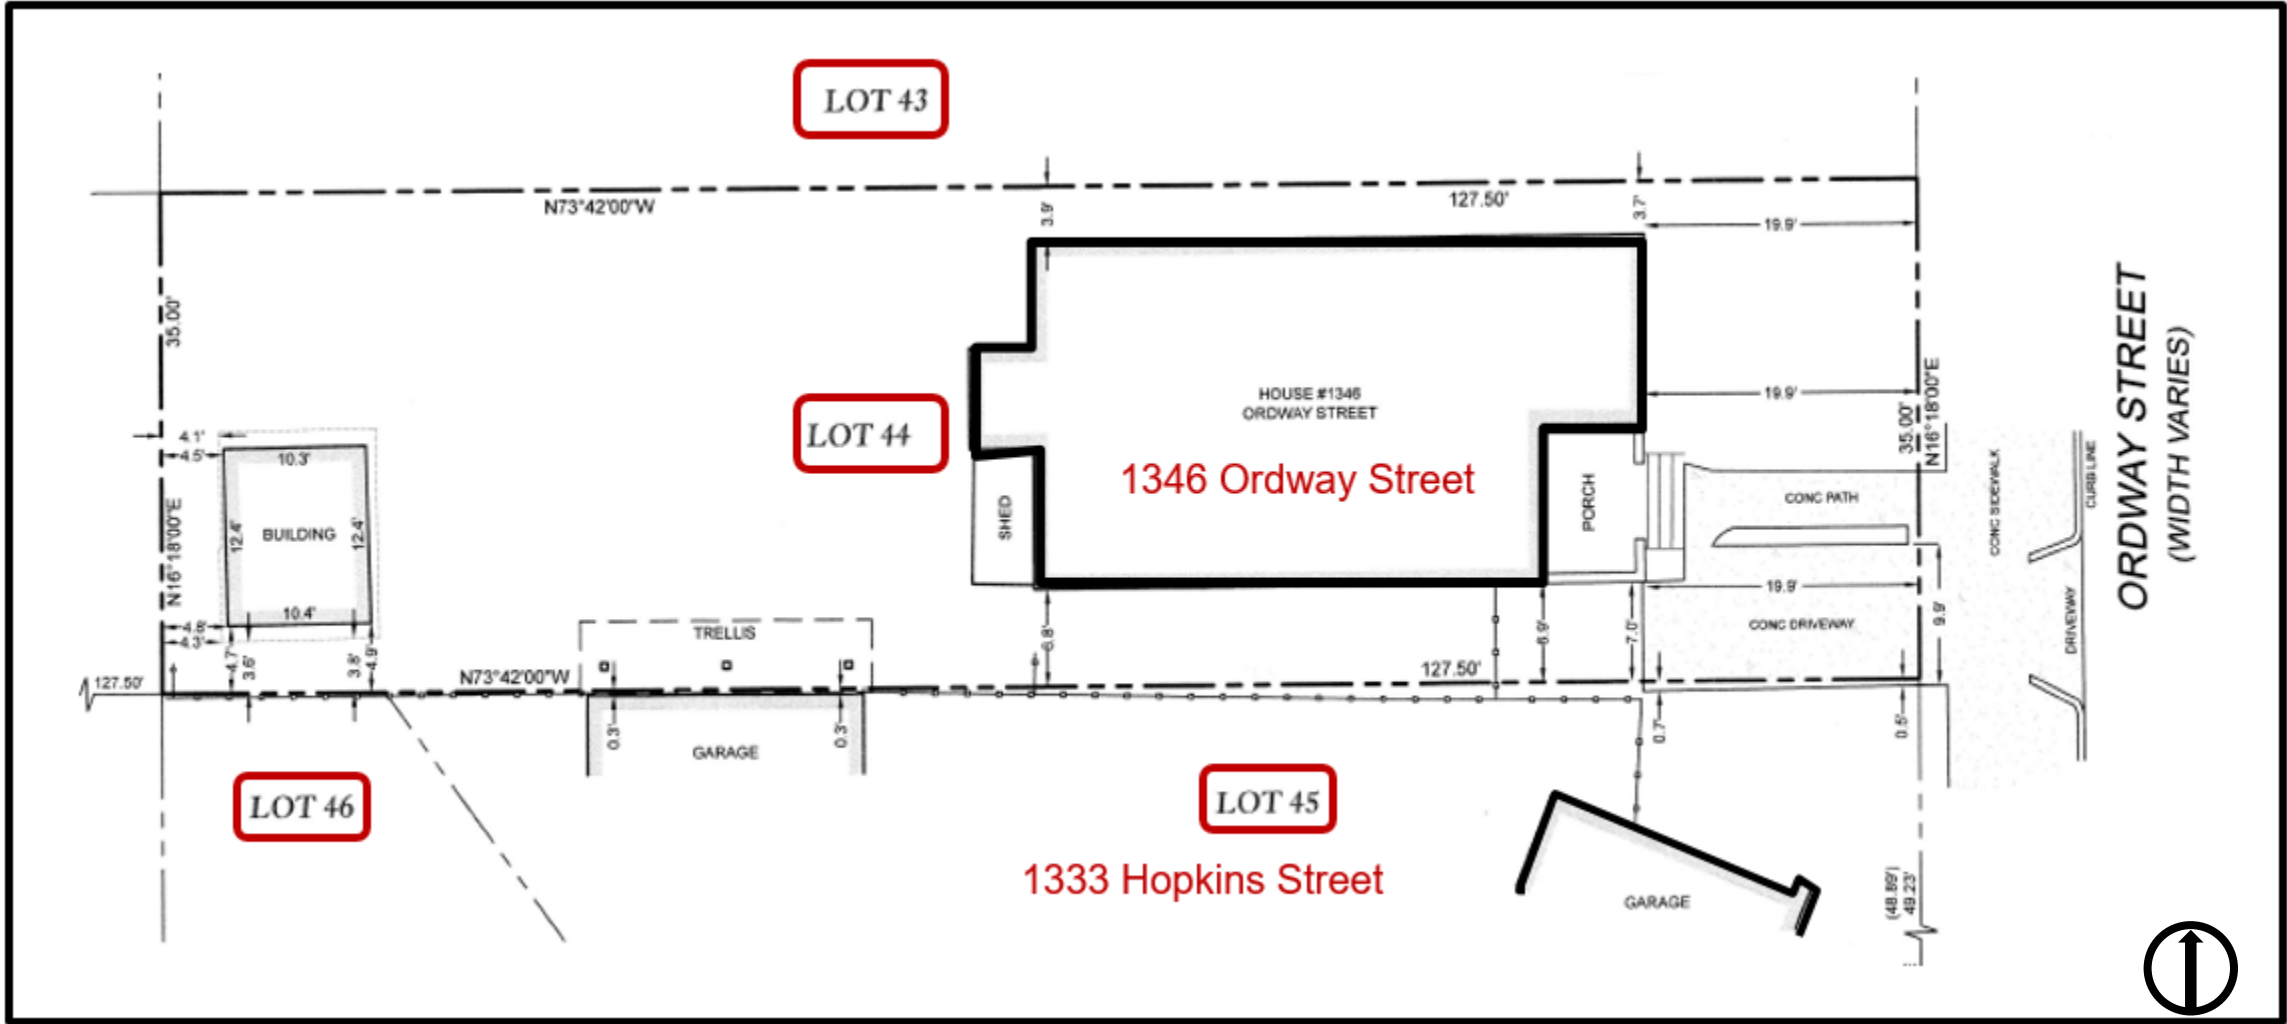 LOT 43
N73°42'00"W
127.50'
3.9'
3.7'
19.9'
35.00'
HOUSE #1346
ORDWAY STREET
19.9'
LOT 44
1346 Ordway Street
35.00'
N16°18'00"E
ORDWAY STREET
(WIDTH VARIES)
4.1'
4.5'
10.3'
BUILDING
12.4'
12.4'
10.4'
N16°18'00"E
SHED
PORCH
CONC PATH
CONC SIDEWALK
CURB LINE
19.9'
CONC DRIVEWAY
DRIVEWAY
9.9'
4.3'
4.7'
3.6'
3.8'
4.9'
TRELLIS
6.8'
6.9'
7.0'
127.50'
N73°42'00"W
127.50'
0.3'
0.3'
GARAGE
0.7'
0.5'
LOT 46
LOT 45
1333 Hopkins Street
GARAGE
(48.89')
49.23'